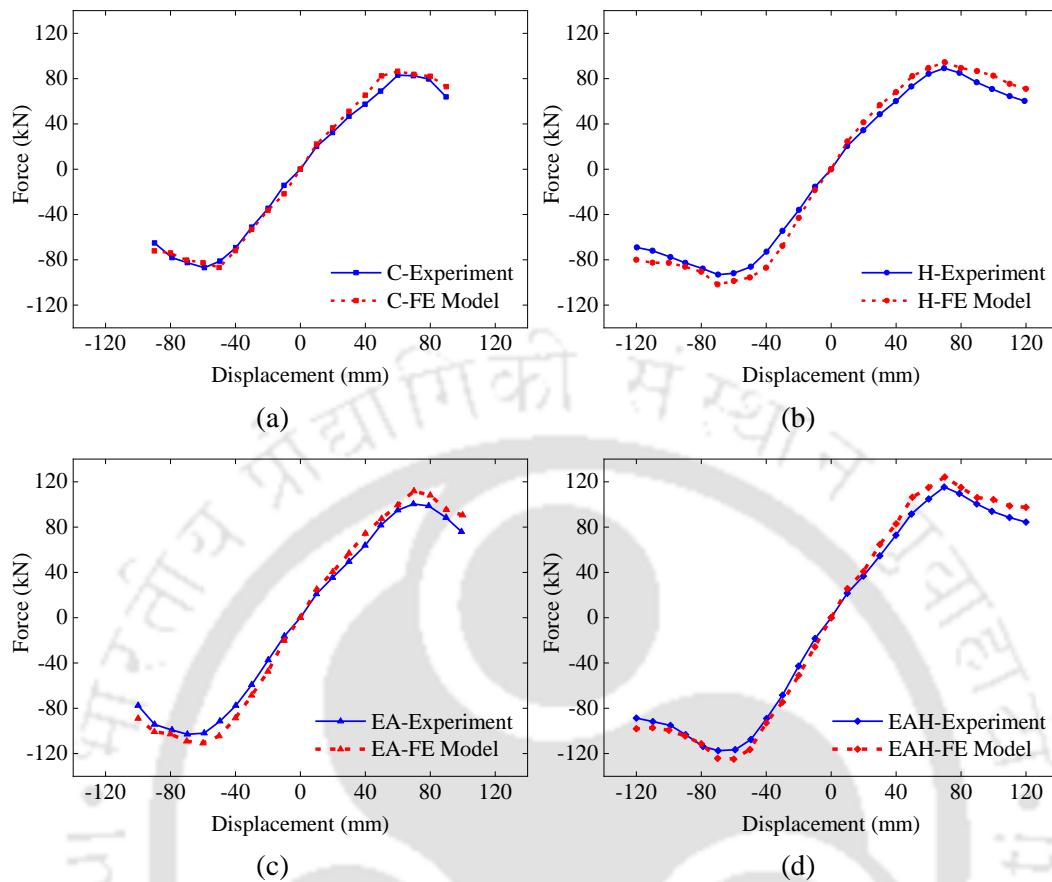 120
80
40
0
-40
-80
-120
Force (kN)
C-Experiment
C-FE Model
-120 -80 -40 0 40 80 120
Displacement (mm)
(a)
120
80
40
0
-40
-80
-120
Force (kN)
H-Experiment
H-FE Model
-120 -80 -40 0 40 80 120
Displacement (mm)
(b)
120
80
40
0
-40
-80
-120
Force (kN)
EA-Experiment
EA-FE Model
-120 -80 -40 0 40 80 120
Displacement (mm)
(c)
120
80
40
0
-40
-80
-120
Force (kN)
EAH-Experiment
EAH-FE Model
-120 -80 -40 0 40 80 120
Displacement (mm)
(d)